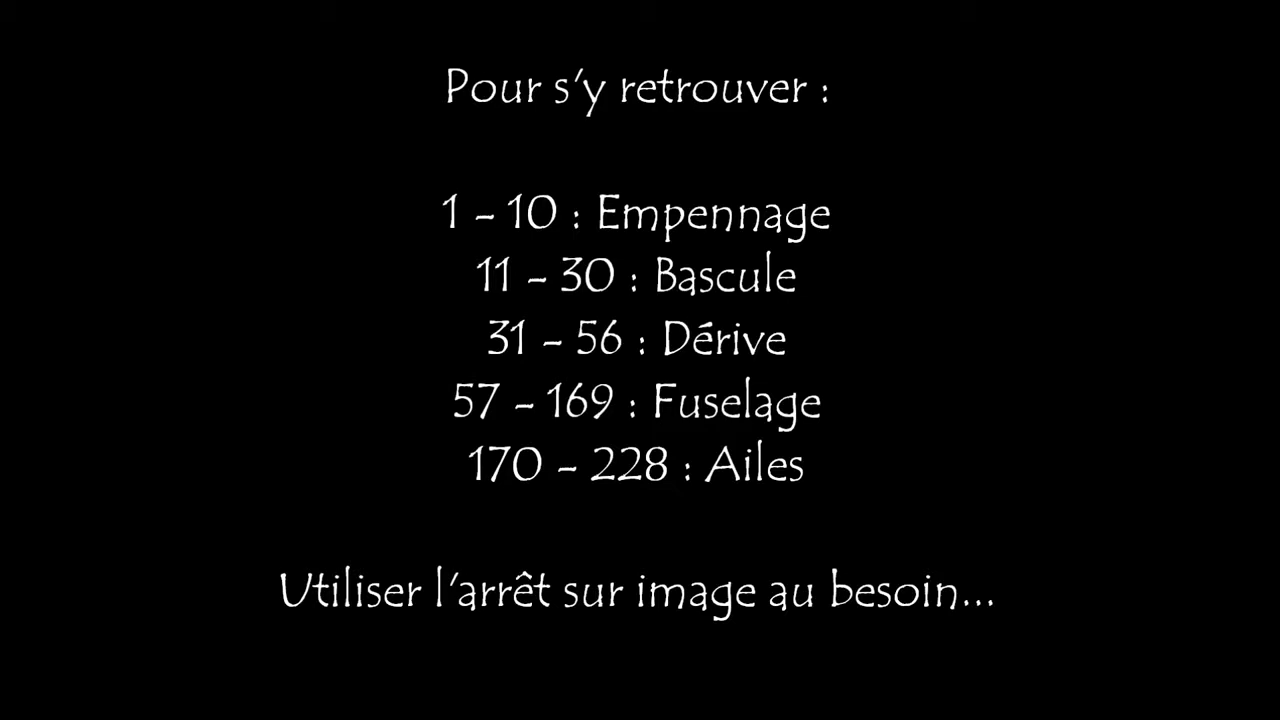 Pour s'y retrouver :
1 - 10 : Empennage
11 - 30 : Bascule
31 - 56 : Dérive
57 - 169 : Fuselage
170 - 228 : Ailes
Utiliser l'arrêt sur image au besoin...